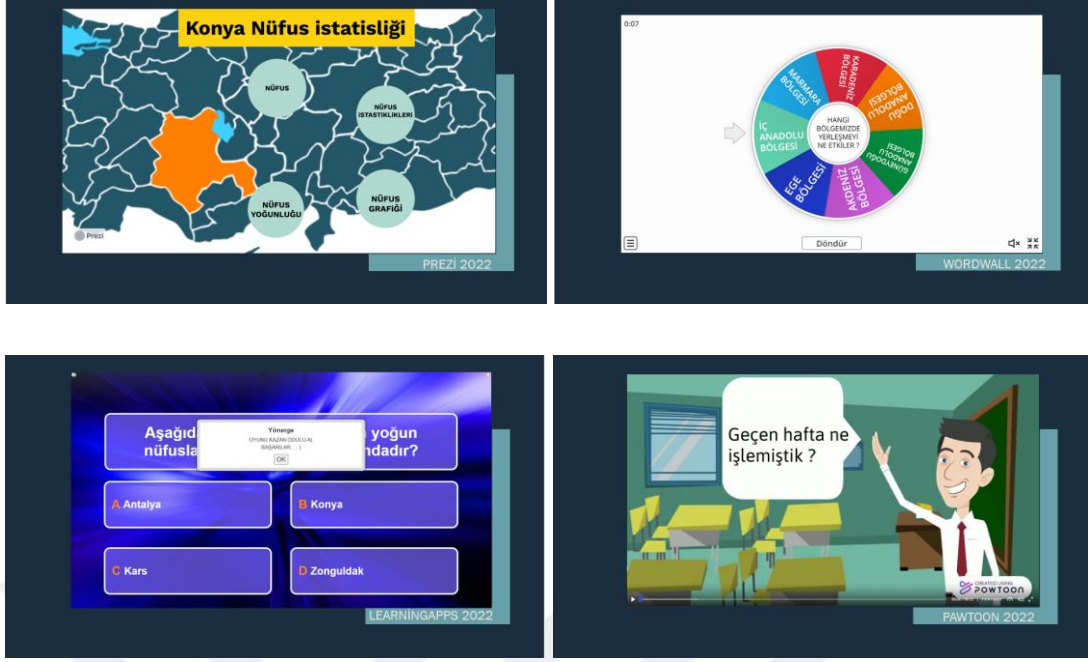 Konya Nüfus istatisliği
NÜFUS
NÜFUS
İSTASTİKLİKLERİ
NÜFUS
YOĞUNLUĞU
NÜFUS
GRAFİĞİ
Prezi
PREZİ 2022
0:07
KARADENİZ
BÖLGESİ
DOĞU
ANADOLU
BÖLGESİ
GÜNEYDOĞU
ANADOLU
BÖLGESİ
AKDENİZ
BÖLGESİ
EGE
BÖLGESİ
İÇ
ANADOLU
BÖLGESİ
MARMARA
BÖLGESİ
HANGİ
BÖLGEMİZDE
YERLEŞMEYİ
NE ETKİLER ?
Döndür
WORDWALL 2022
Aşağıd yoğun
nüfusla ndadır?
Yönerge
OYUNU KAZAN ÖDÜLÜ AL
BAŞARILAR. . . :)
OK
A Antalya
B Konya
C Kars
D Zonguldak
LEARNİNGAPPS 2022
Geçen hafta ne
işlemiştik ?
CREATED USING
POWTOON
PAWTOON 2022